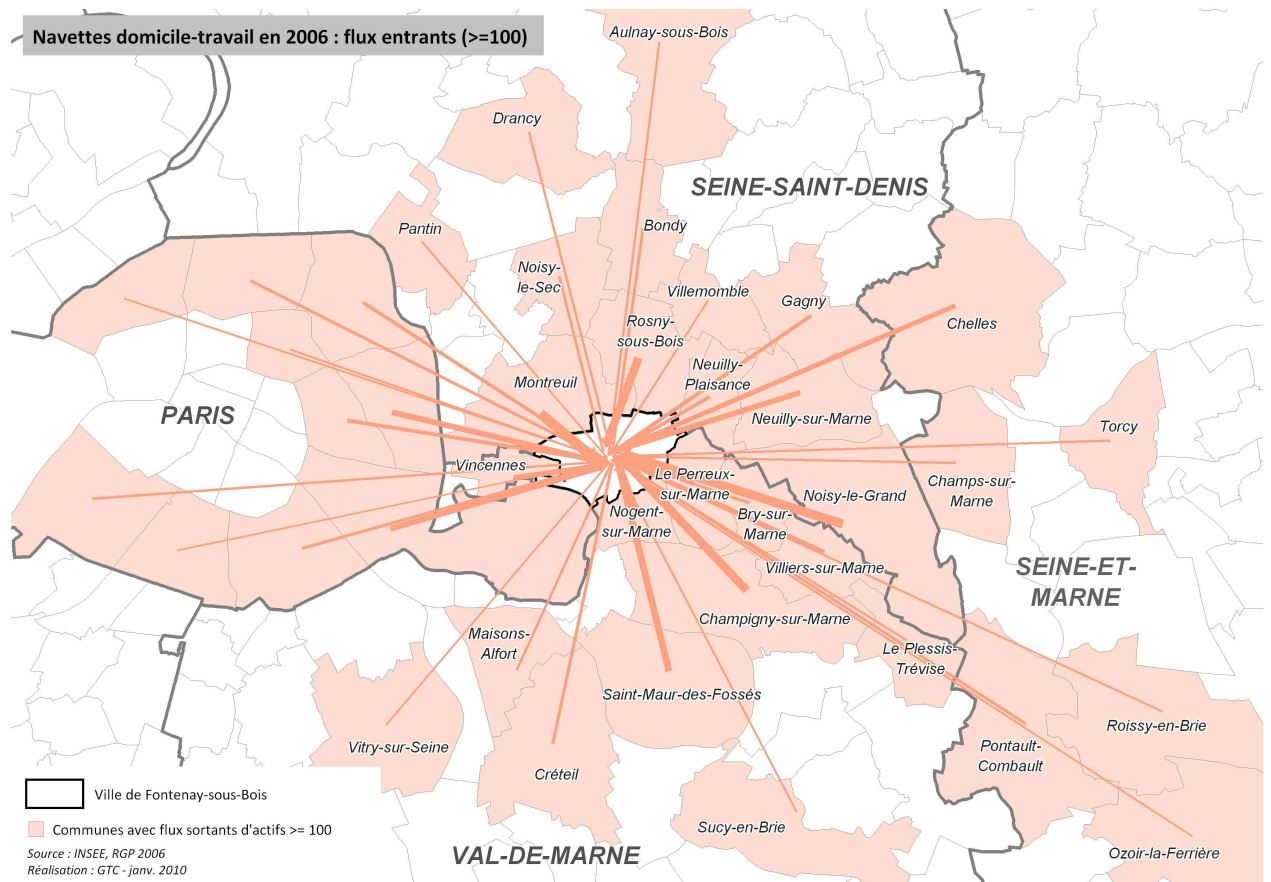 Navettes domicile-travail en 2006 : flux entrants (>=100)
Aulnay-sous-Bois
Drancy
SEINE-SAINT-DENIS
Pantin
Bondy
Noisy-
le-Sec
Villemomble
Gagny
Chelles
Rosny-
sous-Bois
Neuilly-
Plaisance
Montreuil
PARIS
Neuilly-sur-Marne
Torcy
Vincennes
Le Perreux-
sur-Marne
Noisy-le-Grand
Champs-sur-
Marne
Nogent-
sur-Marne
Bry-sur-
Marne
Villiers-sur-Marne
SEINE-ET-
MARNE
Champigny-sur-Marne
Maisons-
Alfort
Le Plessis-
Trévise
Saint-Maur-des-Fossés
Roissy-en-Brie
Vitry-sur-Seine
Pontault-
Combault
Créteil
Sucy-en-Brie
Ozoir-la-Ferrière
VAL-DE-MARNE
Ville de Fontenay-sous-Bois
Communes avec flux sortants d'actifs >= 100
Source : INSEE, RGP 2006
Réalisation : GTC - janv. 2010